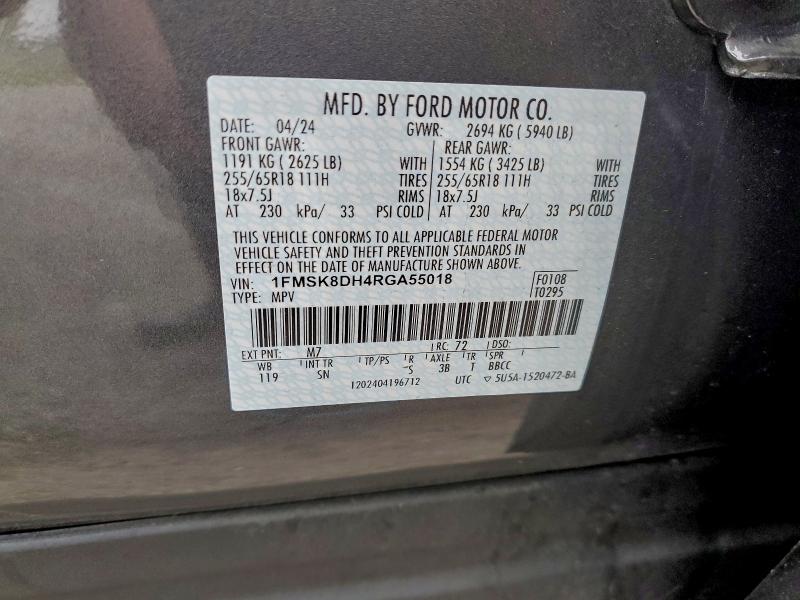 MFD. BY FORD MOTOR CO.
DATE: 04/24 GVWR: 2694 KG ( 5940 LB)
FRONT GAWR: REAR GAWR:
1191 KG ( 2625 LB) WITH 1554 KG ( 3425 LB) WITH
255/65R18 111H TIRES 255/65R18 111H TIRES
18x7.5J RIMS 18x7.5J RIMS
AT 230 kPa/ 33 PSI COLD AT 230 kPa/ 33 PSI COLD
THIS VEHICLE CONFORMS TO ALL APPLICABLE FEDERAL MOTOR
VEHICLE SAFETY AND THEFT PREVENTION STANDARDS IN
EFFECT ON THE DATE OF MANUFACTURE SHOWN ABOVE.
VIN: 1FMSK8DH4RGA55018 F0108
TYPE: MPV T0295
EXT PNT: M7 RC: 72 DSO:
WB INT TR TP/PS R AXLE TR SPR
119 SN S 3B T BBCC
1202404196712 UTC ▽ 5U5A-1520472-BA